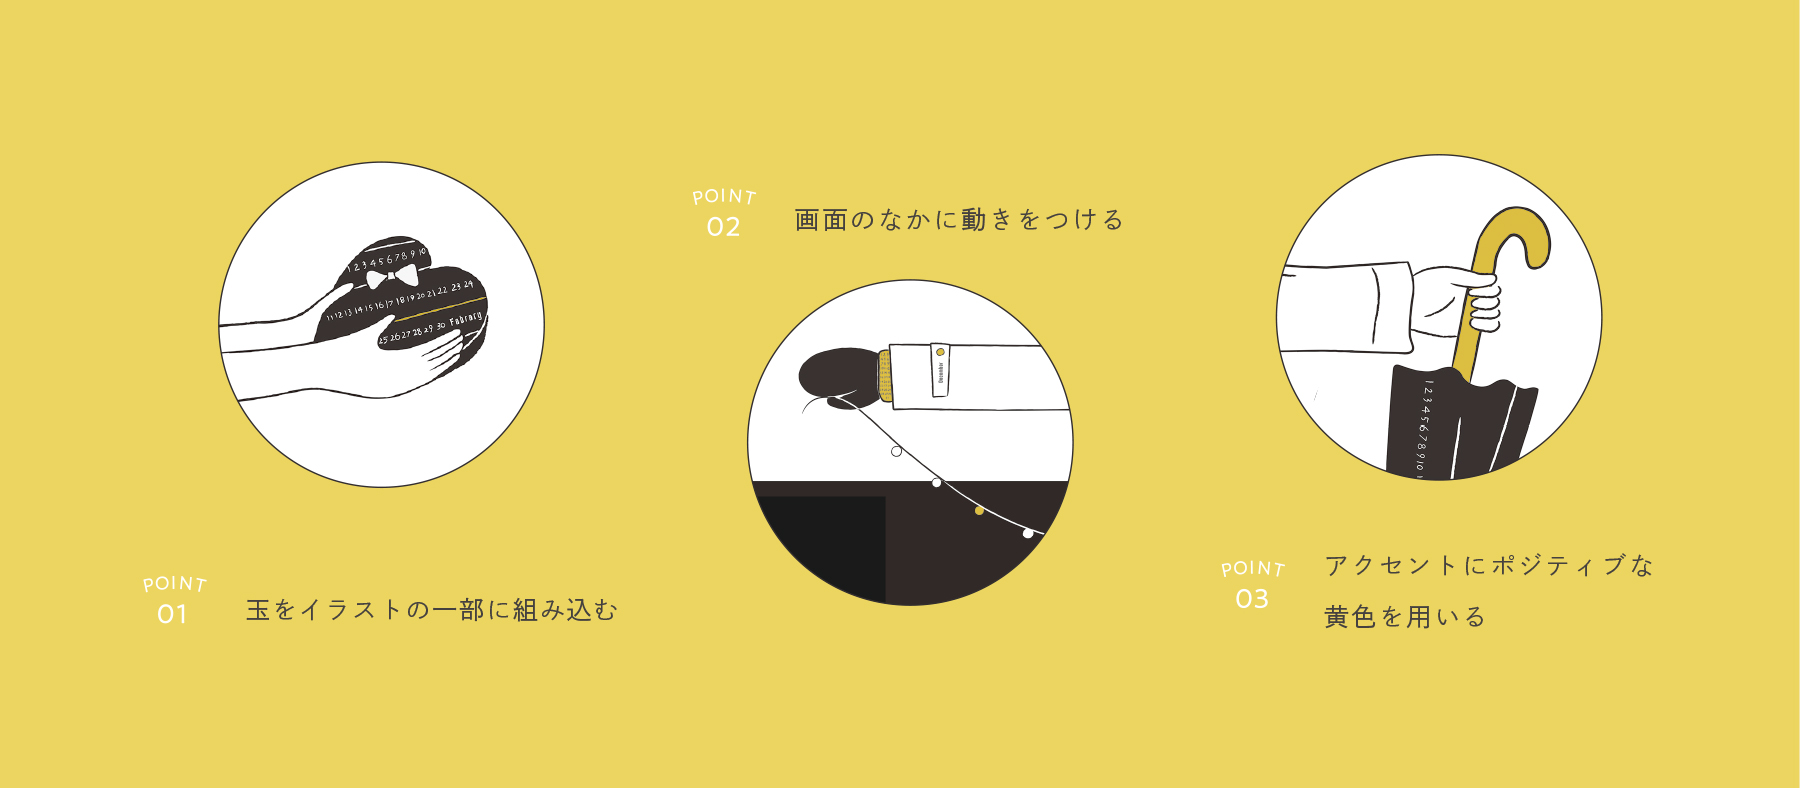 1 2 3 4 5 6 7 8 9 10
11 12 13 14 15 16 17 18 19 20 21 22 23 24
25 26 27 28 29 30 Fabrary
POINT
01
玉をイラストの一部に組み込む
POINT
02
画面のなかに動きをつける
December
1 2 3 4 5 6 7 8 9 10 1
POINT
03
アクセントにポジティブな
黄色を用いる